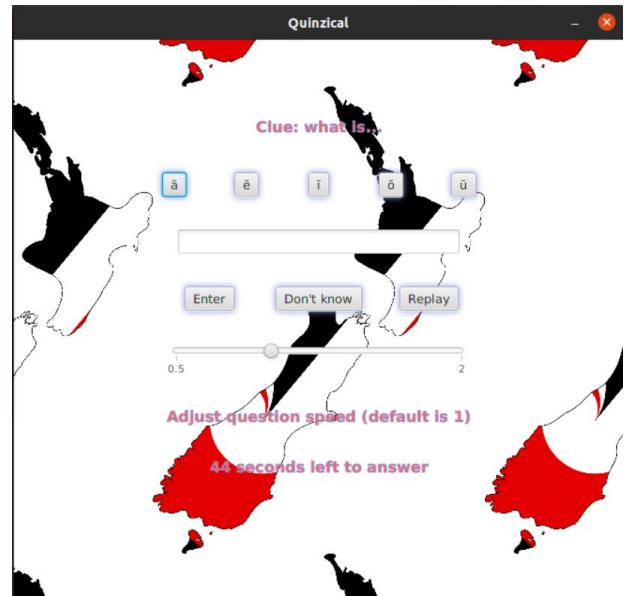 Quinzical
Clue: what is...
ā ē ī ō ū
Enter Don't know Replay
0.5 2
Adjust question speed (default is 1)
44 seconds left to answer